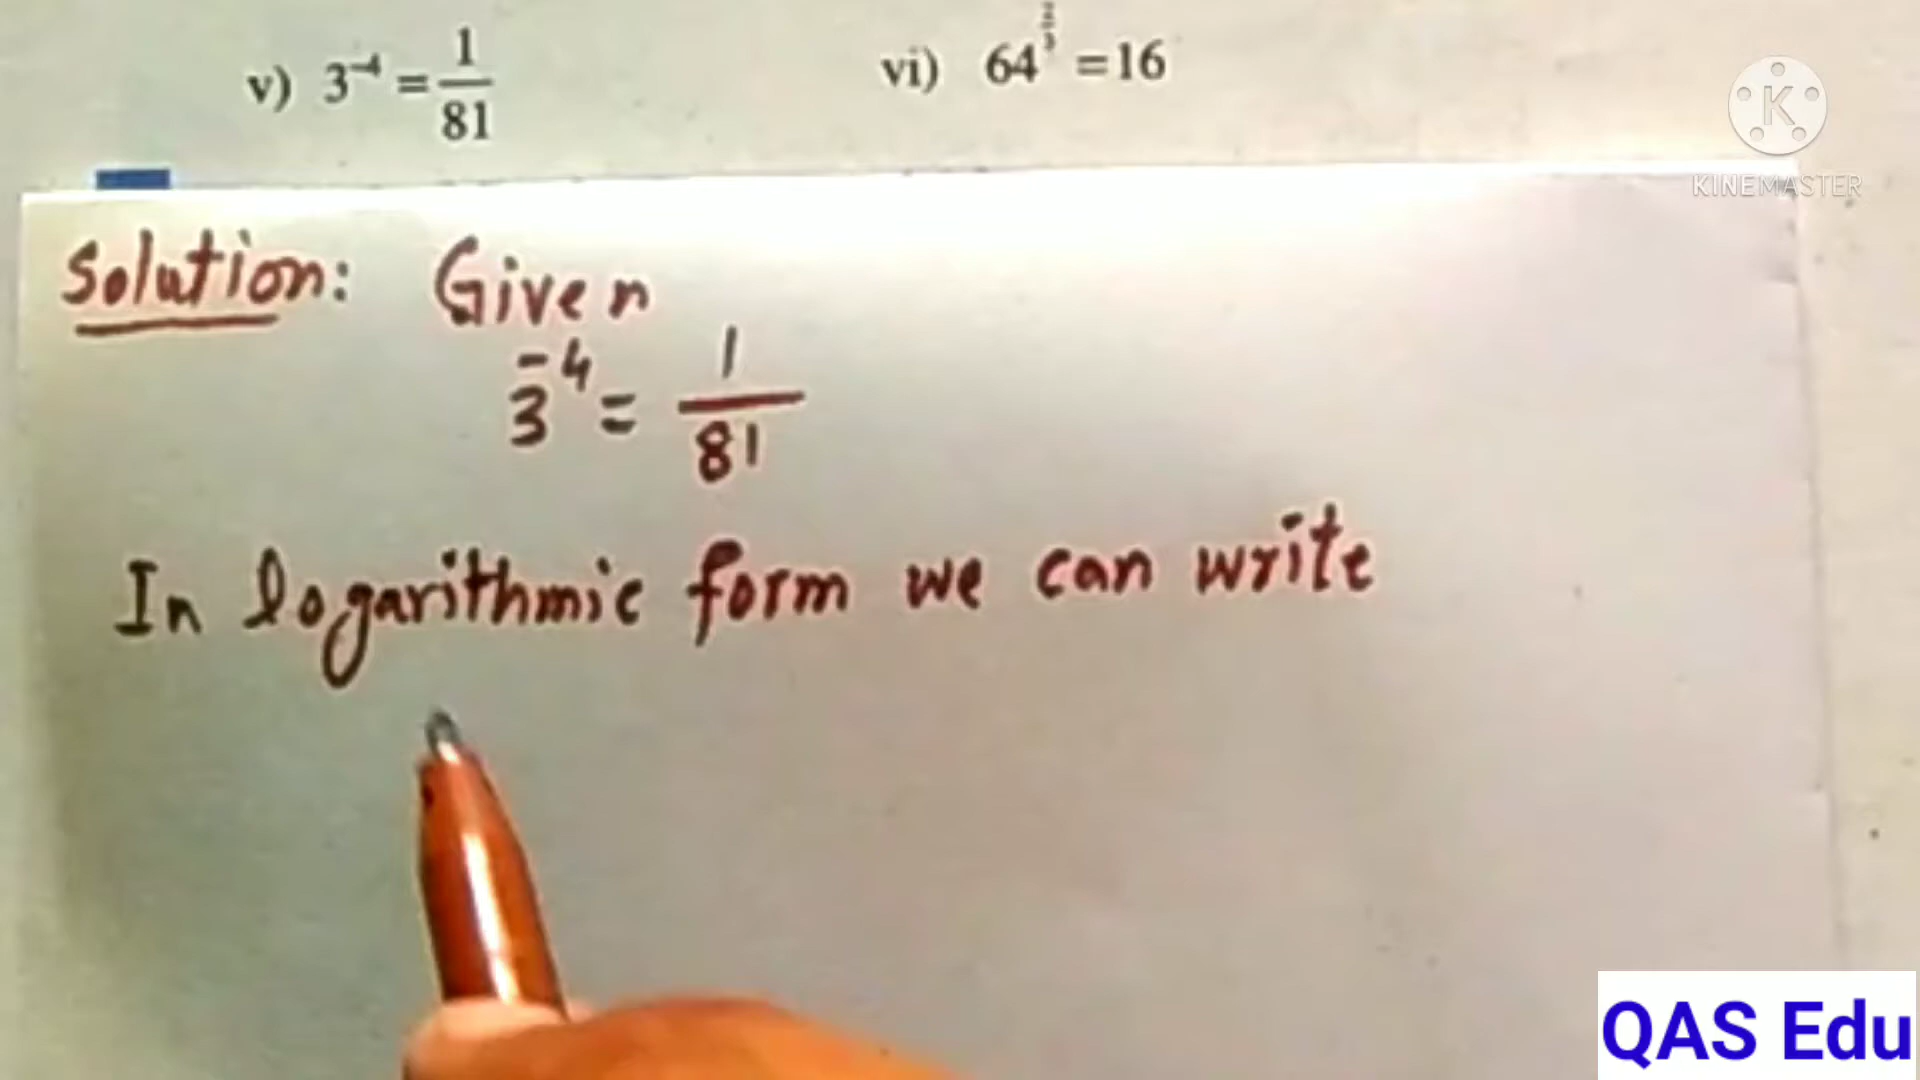 v) 3⁻⁴ = 1/81 vi) 64^(2/3) = 16
KINEMASTER
Solution: Given
3⁻⁴ = 1/81
In logarithmic form we can write
QAS Edu